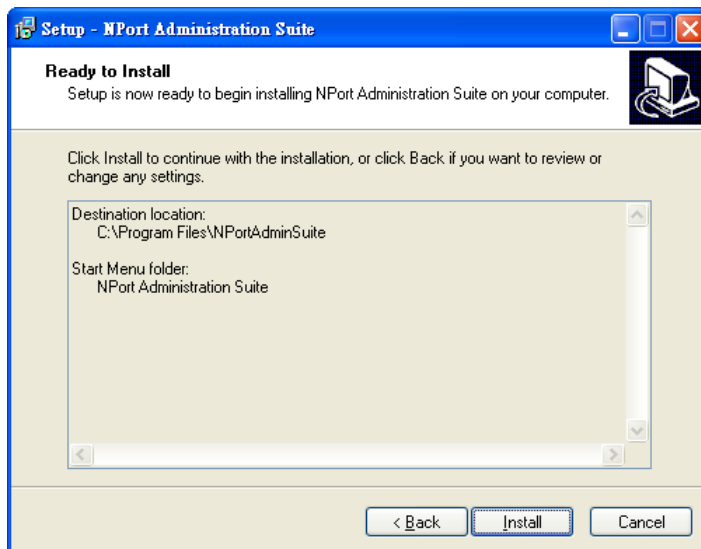 Setup - NPort Administration Suite
Ready to Install
Setup is now ready to begin installing NPort Administration Suite on your computer.
Click Install to continue with the installation, or click Back if you want to review or
change any settings.
Destination location:
C:\Program Files\NPortAdminSuite
Start Menu folder:
NPort Administration Suite
< Back
Install
Cancel